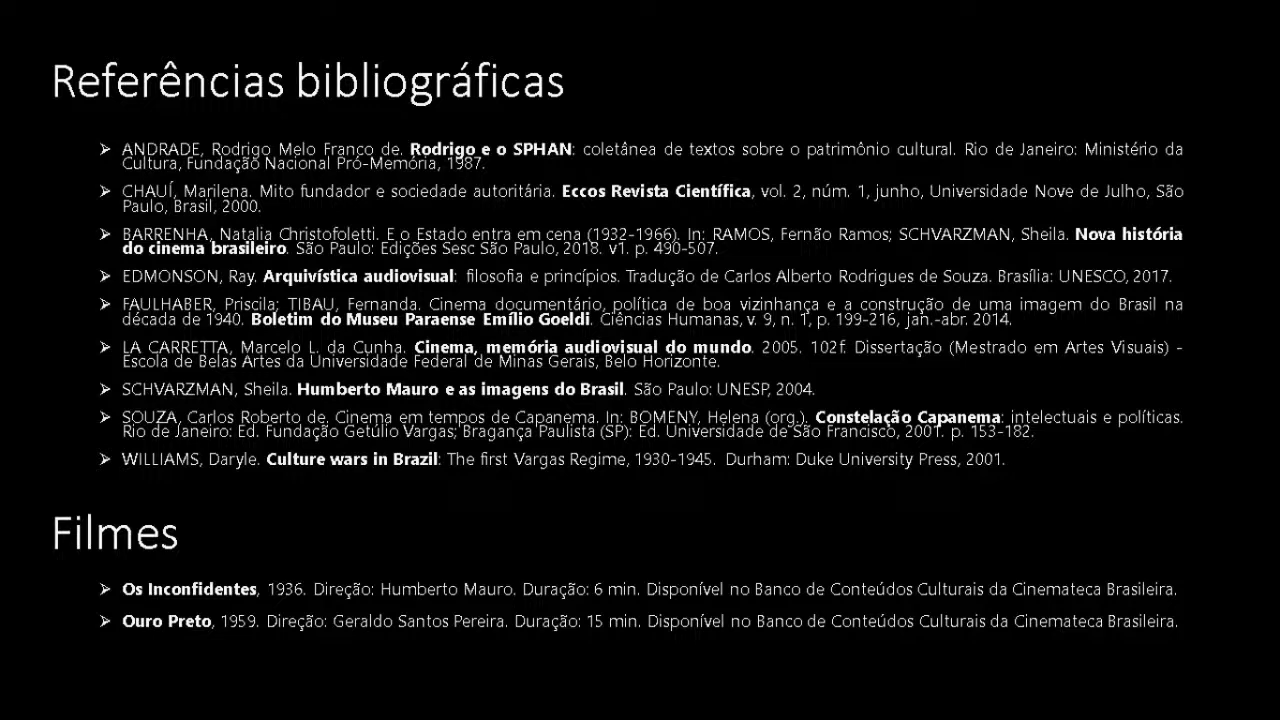 Referências bibliográficas
➢ ANDRADE, Rodrigo Melo Franco de. Rodrigo e o SPHAN: coletânea de textos sobre o patrimônio cultural. Rio de Janeiro: Ministério da
Cultura, Fundação Nacional Pró-Memória, 1987.
➢ CHAUÍ, Marilena. Mito fundador e sociedade autoritária. Eccos Revista Científica, vol. 2, núm. 1, junho, Universidade Nove de Julho, São
Paulo, Brasil, 2000.
➢ BARRENHA, Natalia Christofoletti. E o Estado entra em cena (1932-1966). In: RAMOS, Fernão Ramos; SCHVARZMAN, Sheila. Nova história
do cinema brasileiro. São Paulo: Edições Sesc São Paulo, 2018. v1. p. 490-507.
➢ EDMONSON, Ray. Arquivística audiovisual: filosofia e princípios. Tradução de Carlos Alberto Rodrigues de Souza. Brasília: UNESCO, 2017.
➢ FAULHABER, Priscila; TIBAU, Fernanda. Cinema documentário, política de boa vizinhança e a construção de uma imagem do Brasil na
década de 1940. Boletim do Museu Paraense Emílio Goeldi. Ciências Humanas, v. 9, n. 1, p. 199-216, jan.-abr. 2014.
➢ LA CARRETTA, Marcelo L. da Cunha. Cinema, memória audiovisual do mundo. 2005. 102f. Dissertação (Mestrado em Artes Visuais) -
Escola de Belas Artes da Universidade Federal de Minas Gerais, Belo Horizonte.
➢ SCHVARZMAN, Sheila. Humberto Mauro e as imagens do Brasil. São Paulo: UNESP, 2004.
➢ SOUZA, Carlos Roberto de. Cinema em tempos de Capanema. In: BOMENY, Helena (org.). Constelação Capanema: intelectuais e políticas.
Rio de Janeiro: Ed. Fundação Getúlio Vargas; Bragança Paulista (SP): Ed. Universidade de São Francisco, 2001. p. 153-182.
➢ WILLIAMS, Daryle. Culture wars in Brazil: The first Vargas Regime, 1930-1945. Durham: Duke University Press, 2001.
Filmes
➢ Os Inconfidentes, 1936. Direção: Humberto Mauro. Duração: 6 min. Disponível no Banco de Conteúdos Culturais da Cinemateca Brasileira.
➢ Ouro Preto, 1959. Direção: Geraldo Santos Pereira. Duração: 15 min. Disponível no Banco de Conteúdos Culturais da Cinemateca Brasileira.